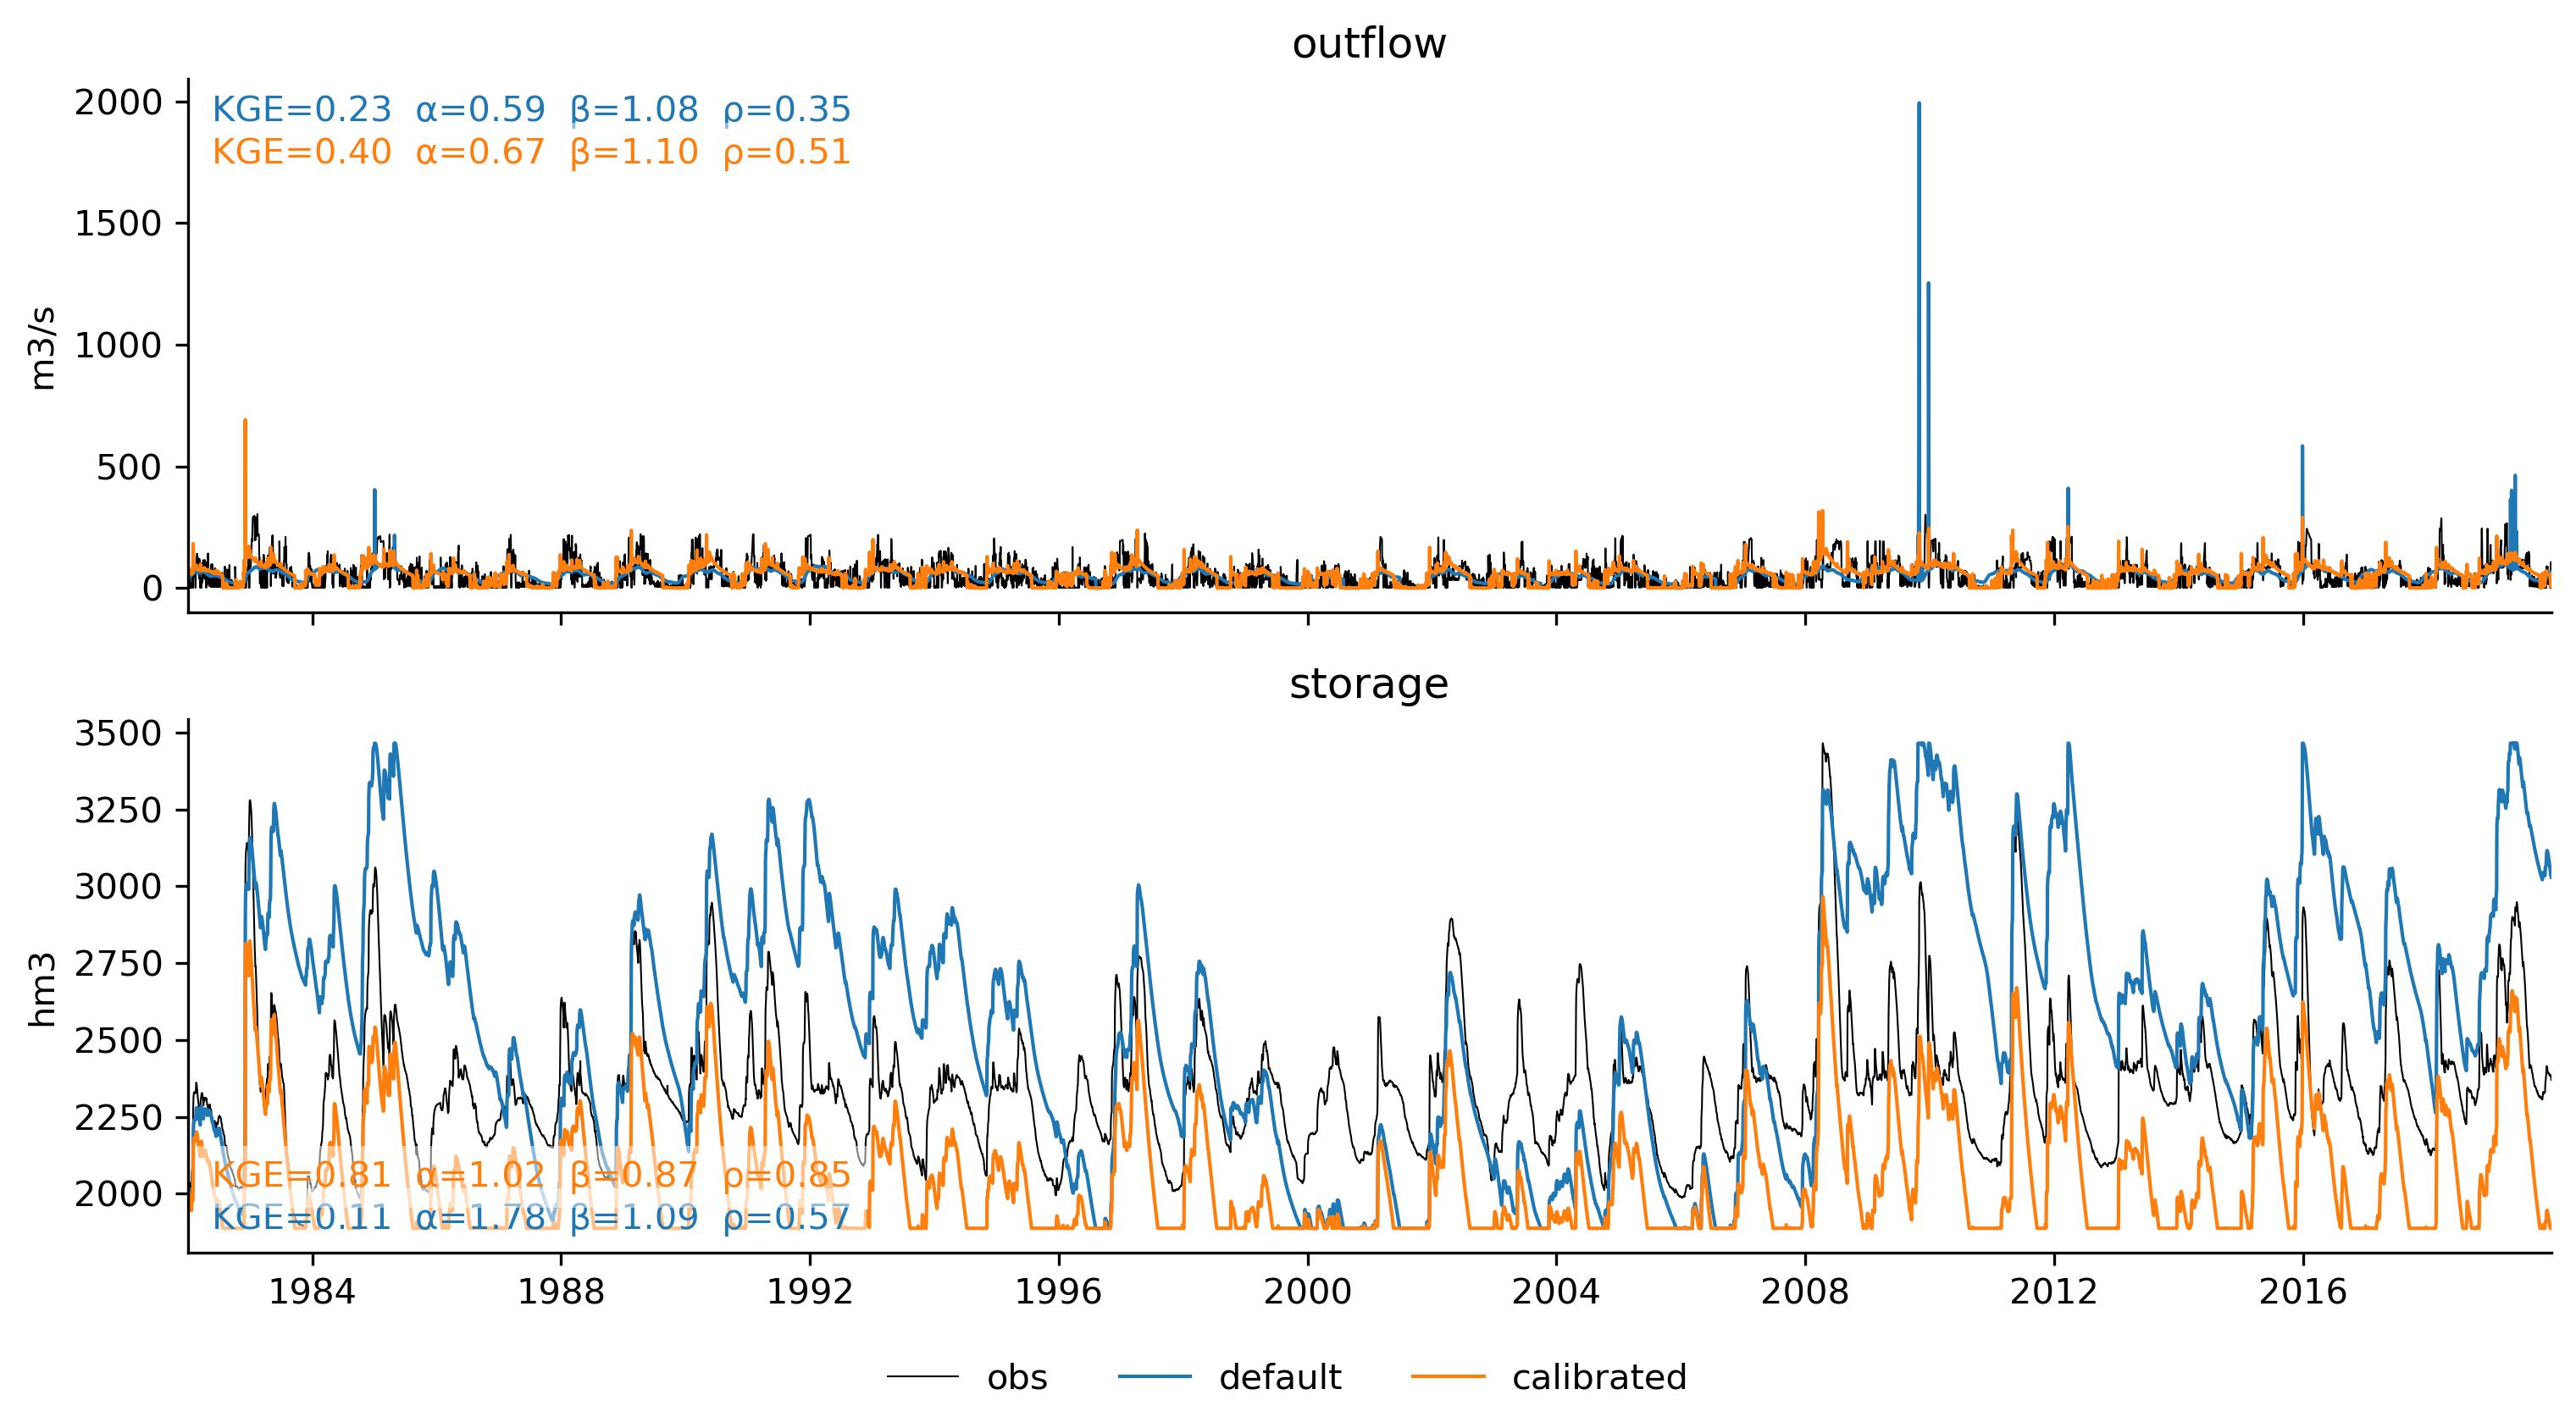 outflow
2000
1500
1000
500
0
m3/s
KGE=0.23 α=0.59 β=1.08 ρ=0.35
KGE=0.40 α=0.67 β=1.10 ρ=0.51
storage
3500
3250
3000
2750
2500
2250
2000
hm3
KGE=0.81 α=1.02 β=0.87 ρ=0.85
KGE=0.11 α=1.78 β=1.09 ρ=0.57
1984 1988 1992 1996 2000 2004 2008 2012 2016
obs default calibrated